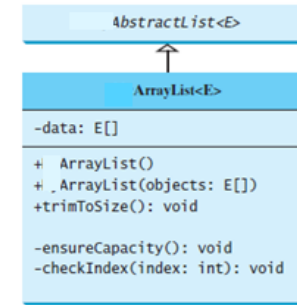 AbstractList<E>
ArrayList<E>
-data: E[]
+ ArrayList()
+ ArrayList(objects: E[])
+trimToSize(): void
-ensureCapacity(): void
-checkIndex(index: int): void